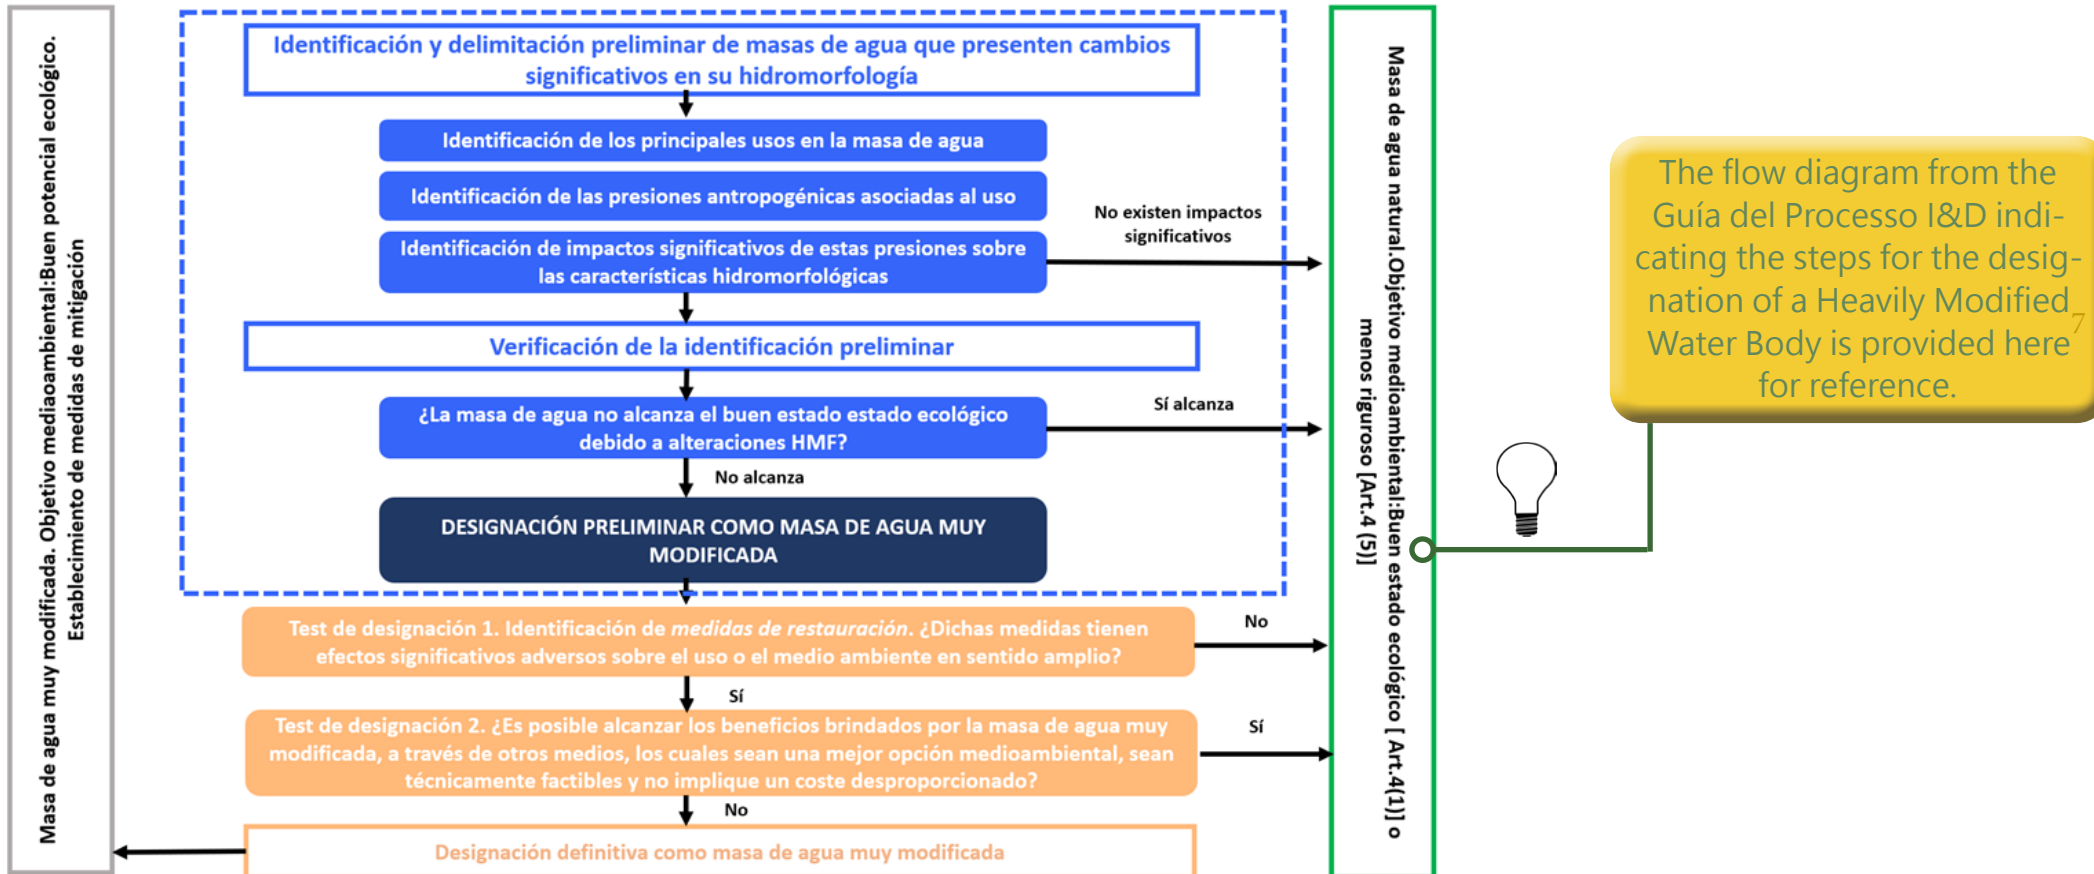 Masa de agua muy modificada. Objetivo mediaoambiental:Buen potencial ecológico.
Establecimiento de medidas de mitigación
Identificación y delimitación preliminar de masas de agua que presenten cambios
significativos en su hidromorfología
Identificación de los principales usos en la masa de agua
Identificación de las presiones antropogénicas asociadas al uso
Identificación de impactos significativos de estas presiones sobre
las características hidromorfológicas
No existen impactos
significativos
Verificación de la identificación preliminar
¿La masa de agua no alcanza el buen estado estado ecológico
debido a alteraciones HMF?
Sí alcanza
No alcanza
DESIGNACIÓN PRELIMINAR COMO MASA DE AGUA MUY
MODIFICADA
Test de designación 1. Identificación de medidas de restauración. ¿Dichas medidas tienen
efectos significativos adversos sobre el uso o el medio ambiente en sentido amplio?
No
Sí
Test de designación 2. ¿Es posible alcanzar los beneficios brindados por la masa de agua muy
modificada, a través de otros medios, los cuales sean una mejor opción medioambiental, sean
técnicamente factibles y no implique un coste desproporcionado?
Sí
No
Designación definitiva como masa de agua muy modificada
Masa de agua natural.Objetivo medioambiental:Buen estado ecológico [ Art.4(1)] o
menos riguroso [Art.4 (5)]
The flow diagram from the
Guía del Processo I&D indi-
cating the steps for the desig-
nation of a Heavily Modified
Water Body is provided here
for reference.
7